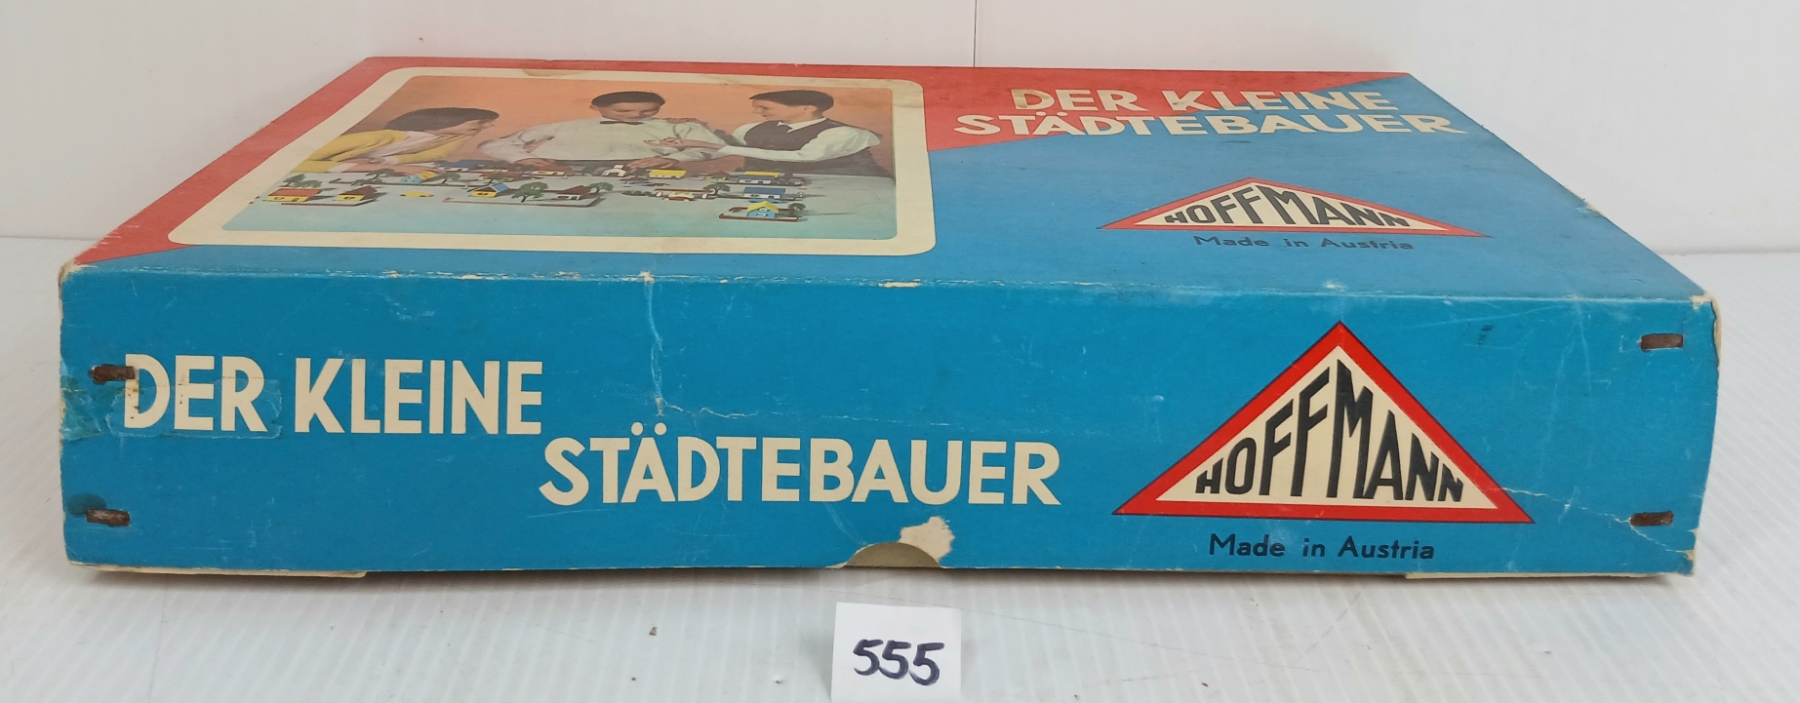 DER KLEINE
STÄDTEBAUER
HOFFMANN
Made in Austria
DER KLEINE
STÄDTEBAUER
HOFFMANN
Made in Austria
555